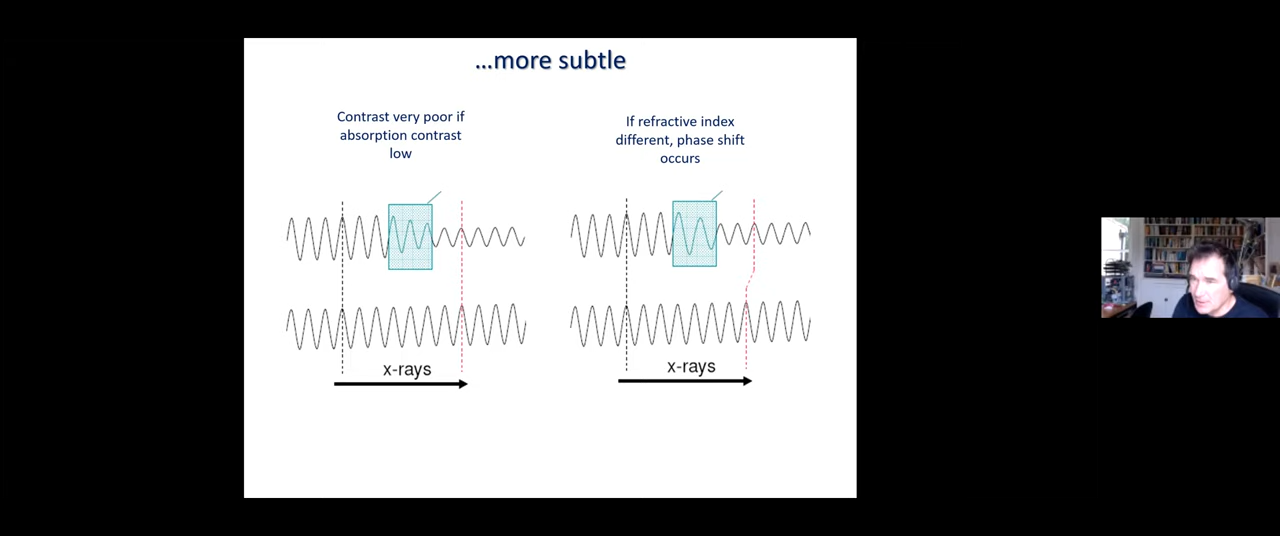 ...more subtle
Contrast very poor if
absorption contrast
low
If refractive index
different, phase shift
occurs
x-rays
x-rays